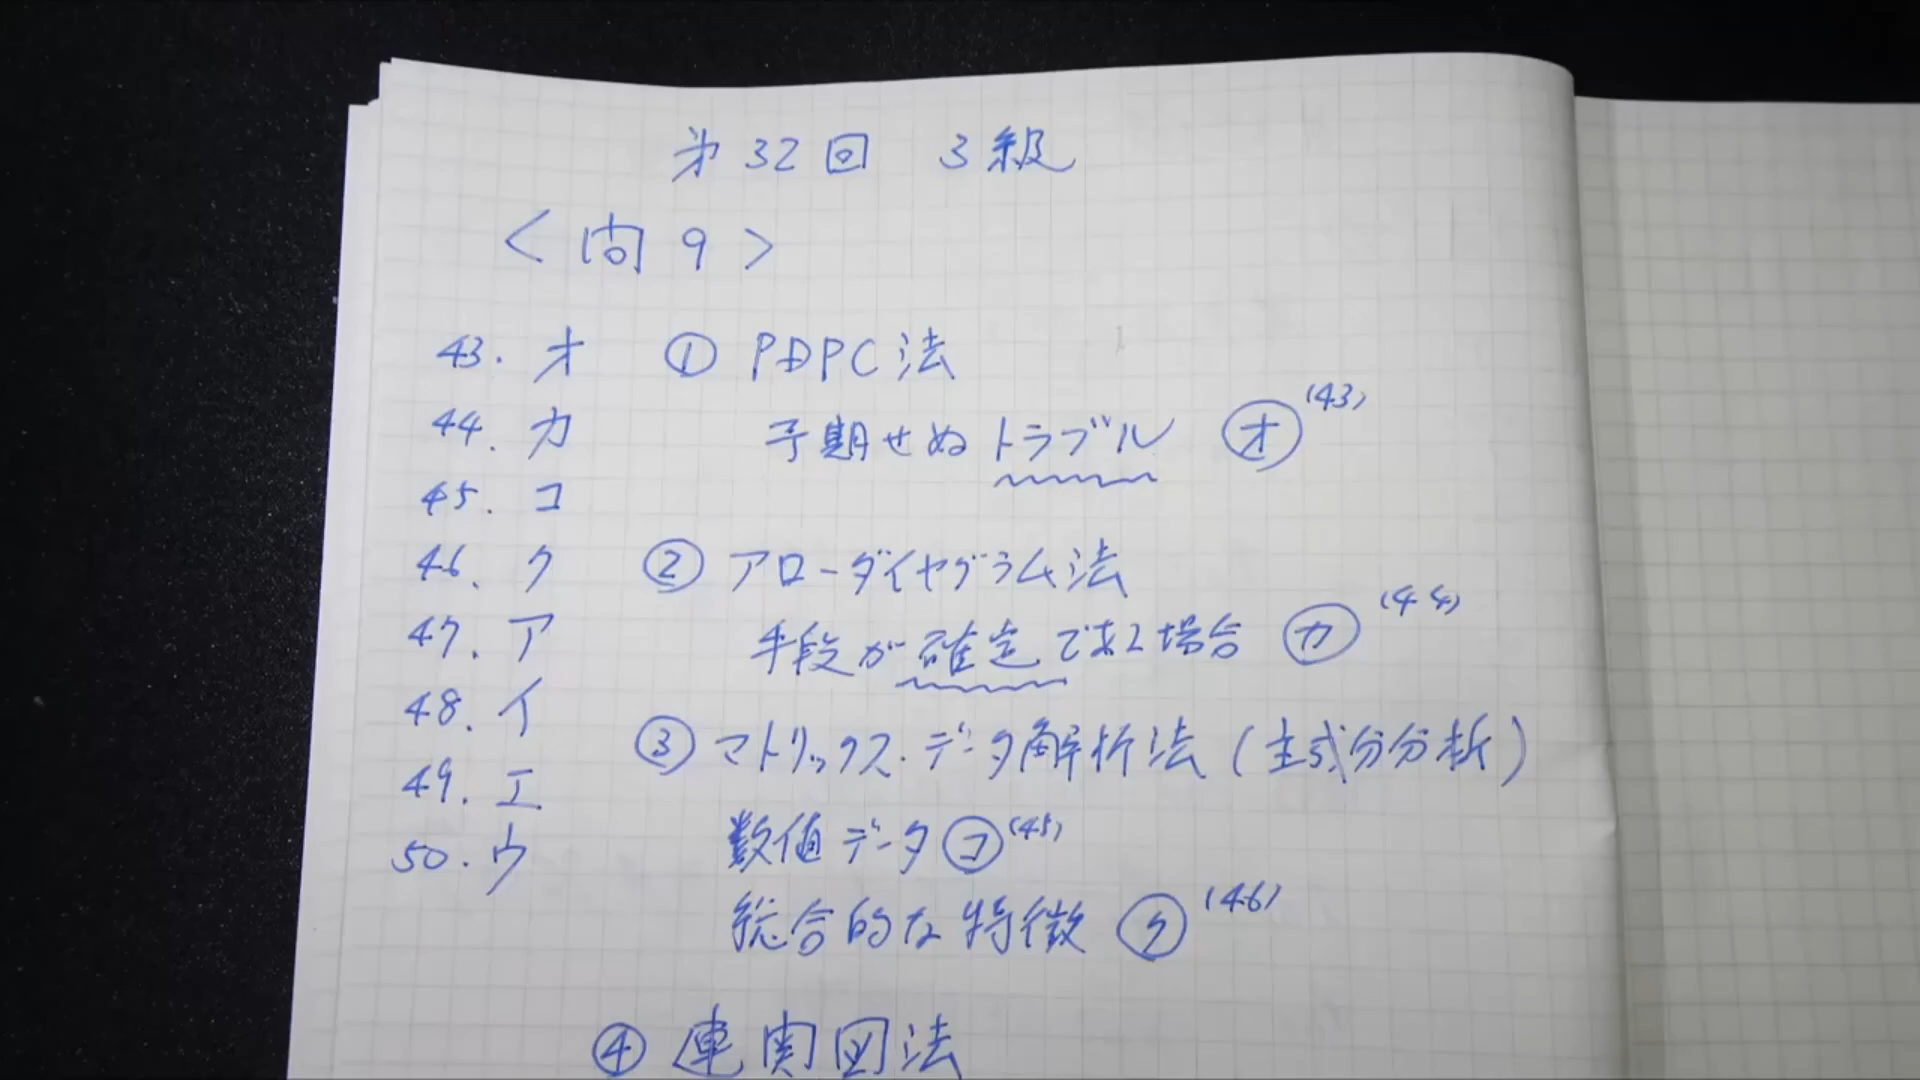 第32回 3級
<問9>
43. オ ① PDPC法
44. カ 予期せぬトラブル オ (43)
45. コ
46. ク ② アローダイヤグラム法
47. ア 手段が確定である場合 カ (44)
48. イ ③ マトリックス・データ解析法(主成分分析)
49. エ
50. ウ 数値データ コ (45)
総合的な特徴 ク (46)
④ 連関図法